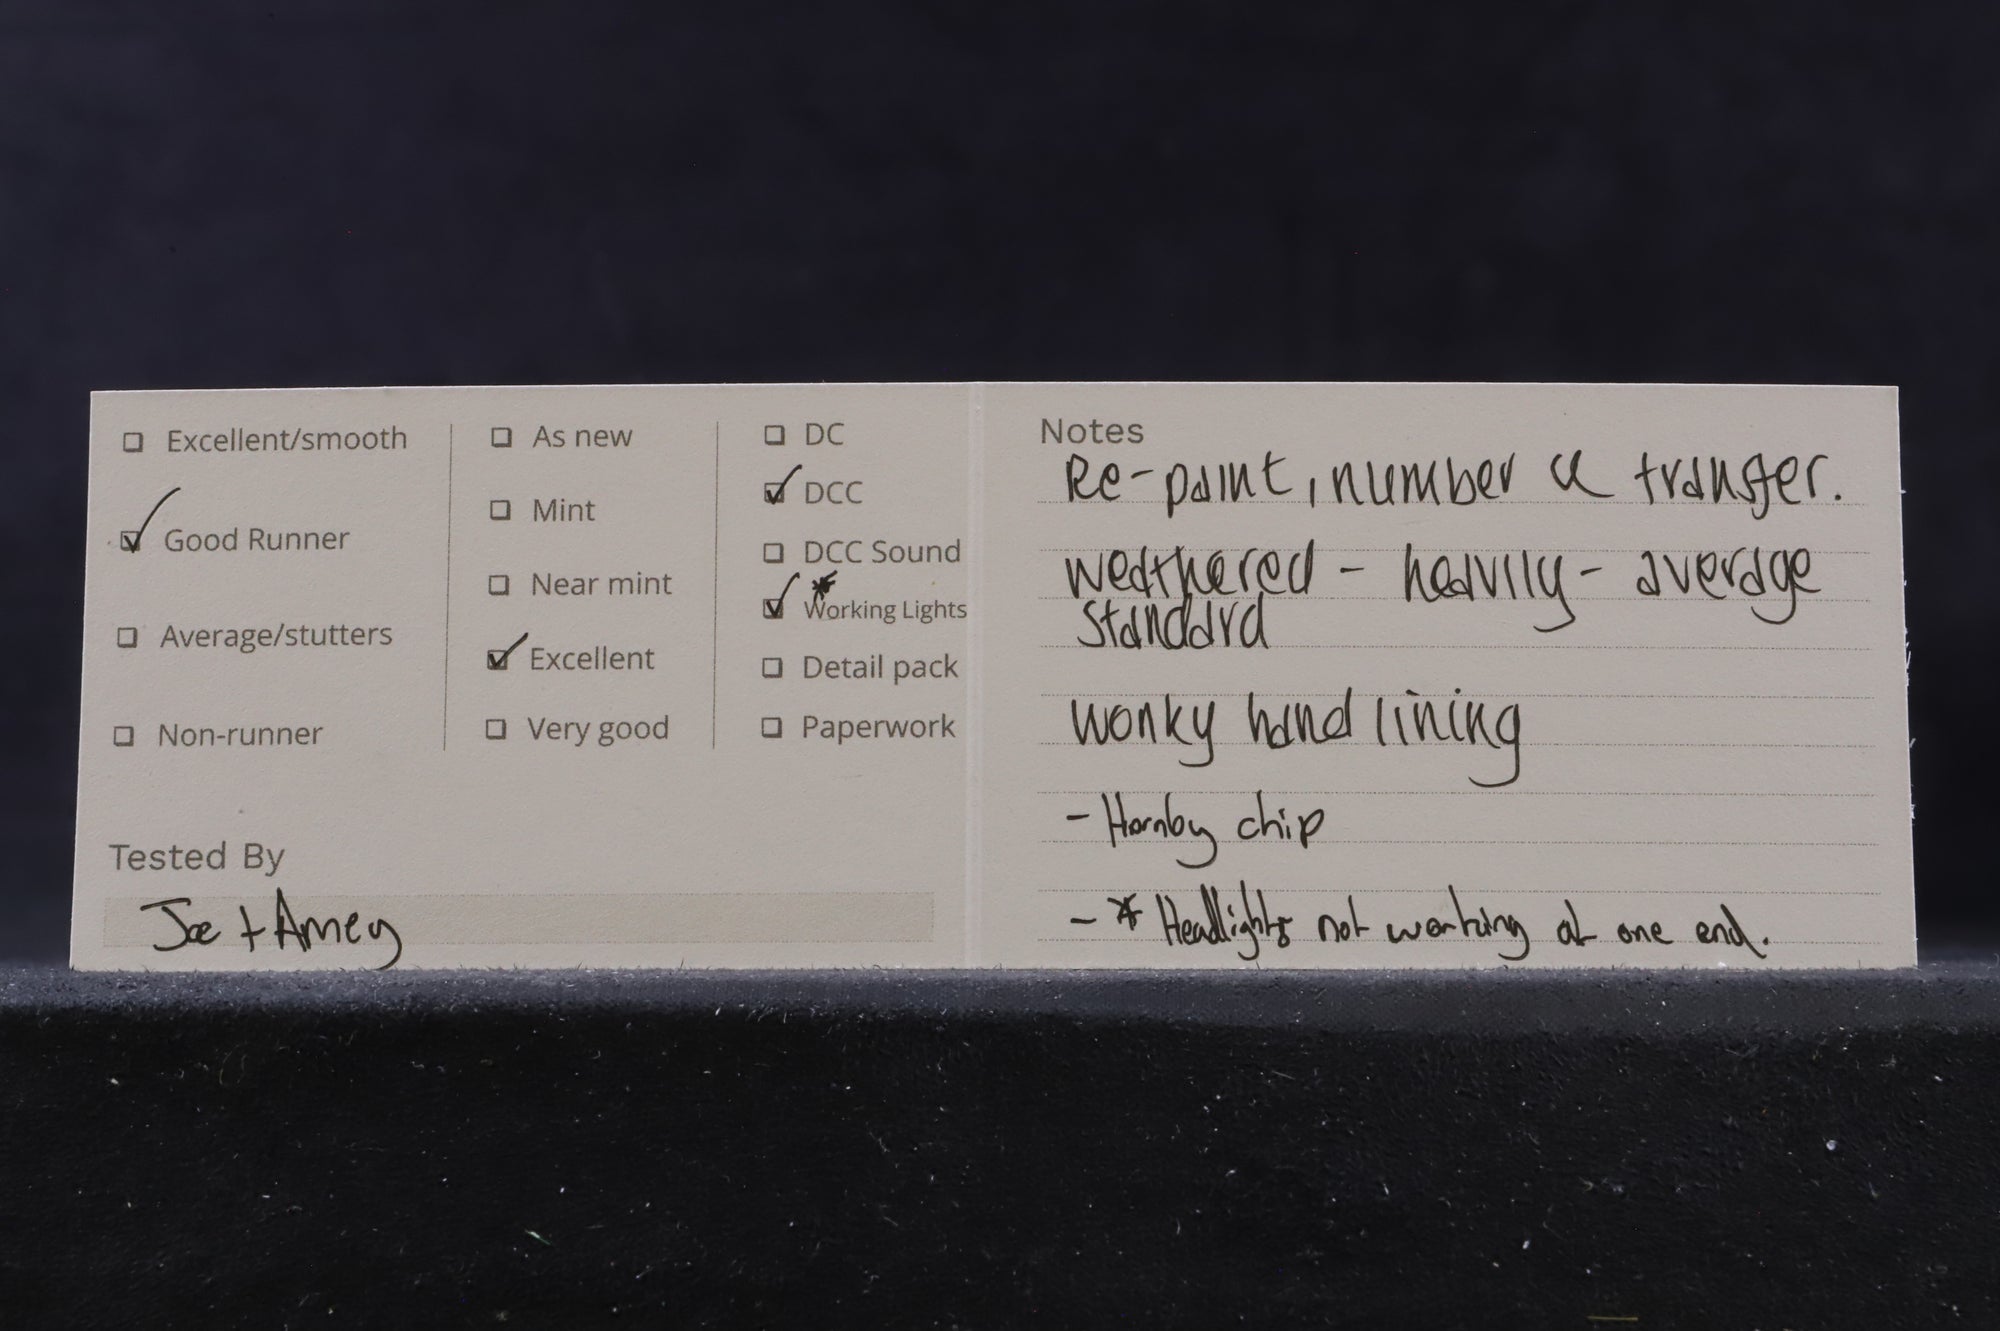 ☐ Excellent/smooth
☑ Good Runner
☐ Average/stutters
☐ Non-runner
☐ As new
☐ Mint
☐ Near mint
☑ Excellent
☐ Very good
☐ DC
☑ DCC
☐ DCC Sound
*
☑ Working Lights
☐ Detail pack
☐ Paperwork
Tested By
Joe + Amey
Notes
Re-paint, number & transfer.
weathered - heavily - average
standard
wonky hand lining
- Hornby chip
- * Headlights not working at one end.